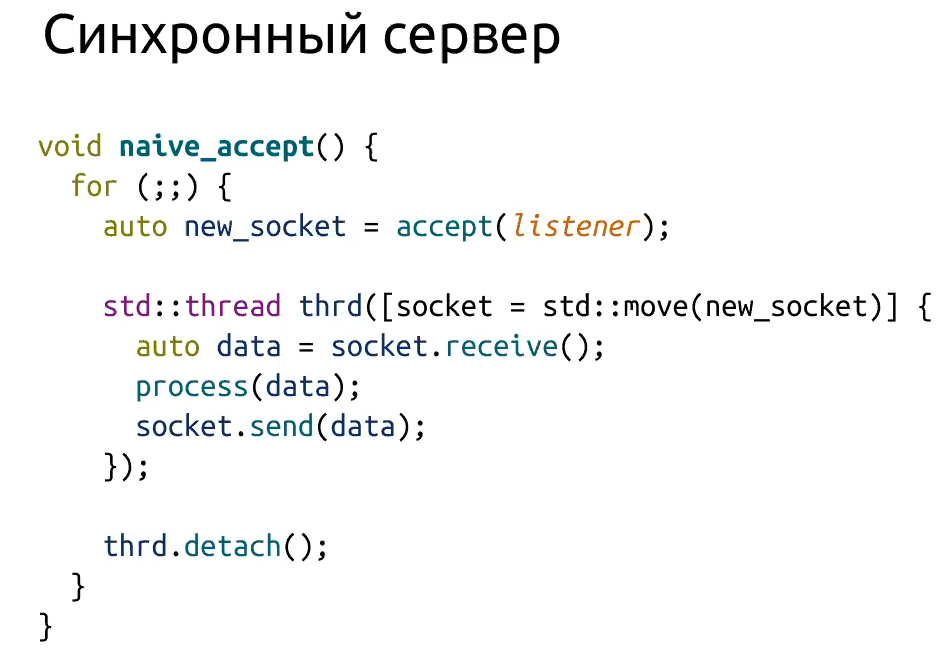 Синхронный сервер
void naive_accept() {
for (;;) {
auto new_socket = accept(listener);
std::thread thrd([socket = std::move(new_socket)] {
auto data = socket.receive();
process(data);
socket.send(data);
});
thrd.detach();
}
}